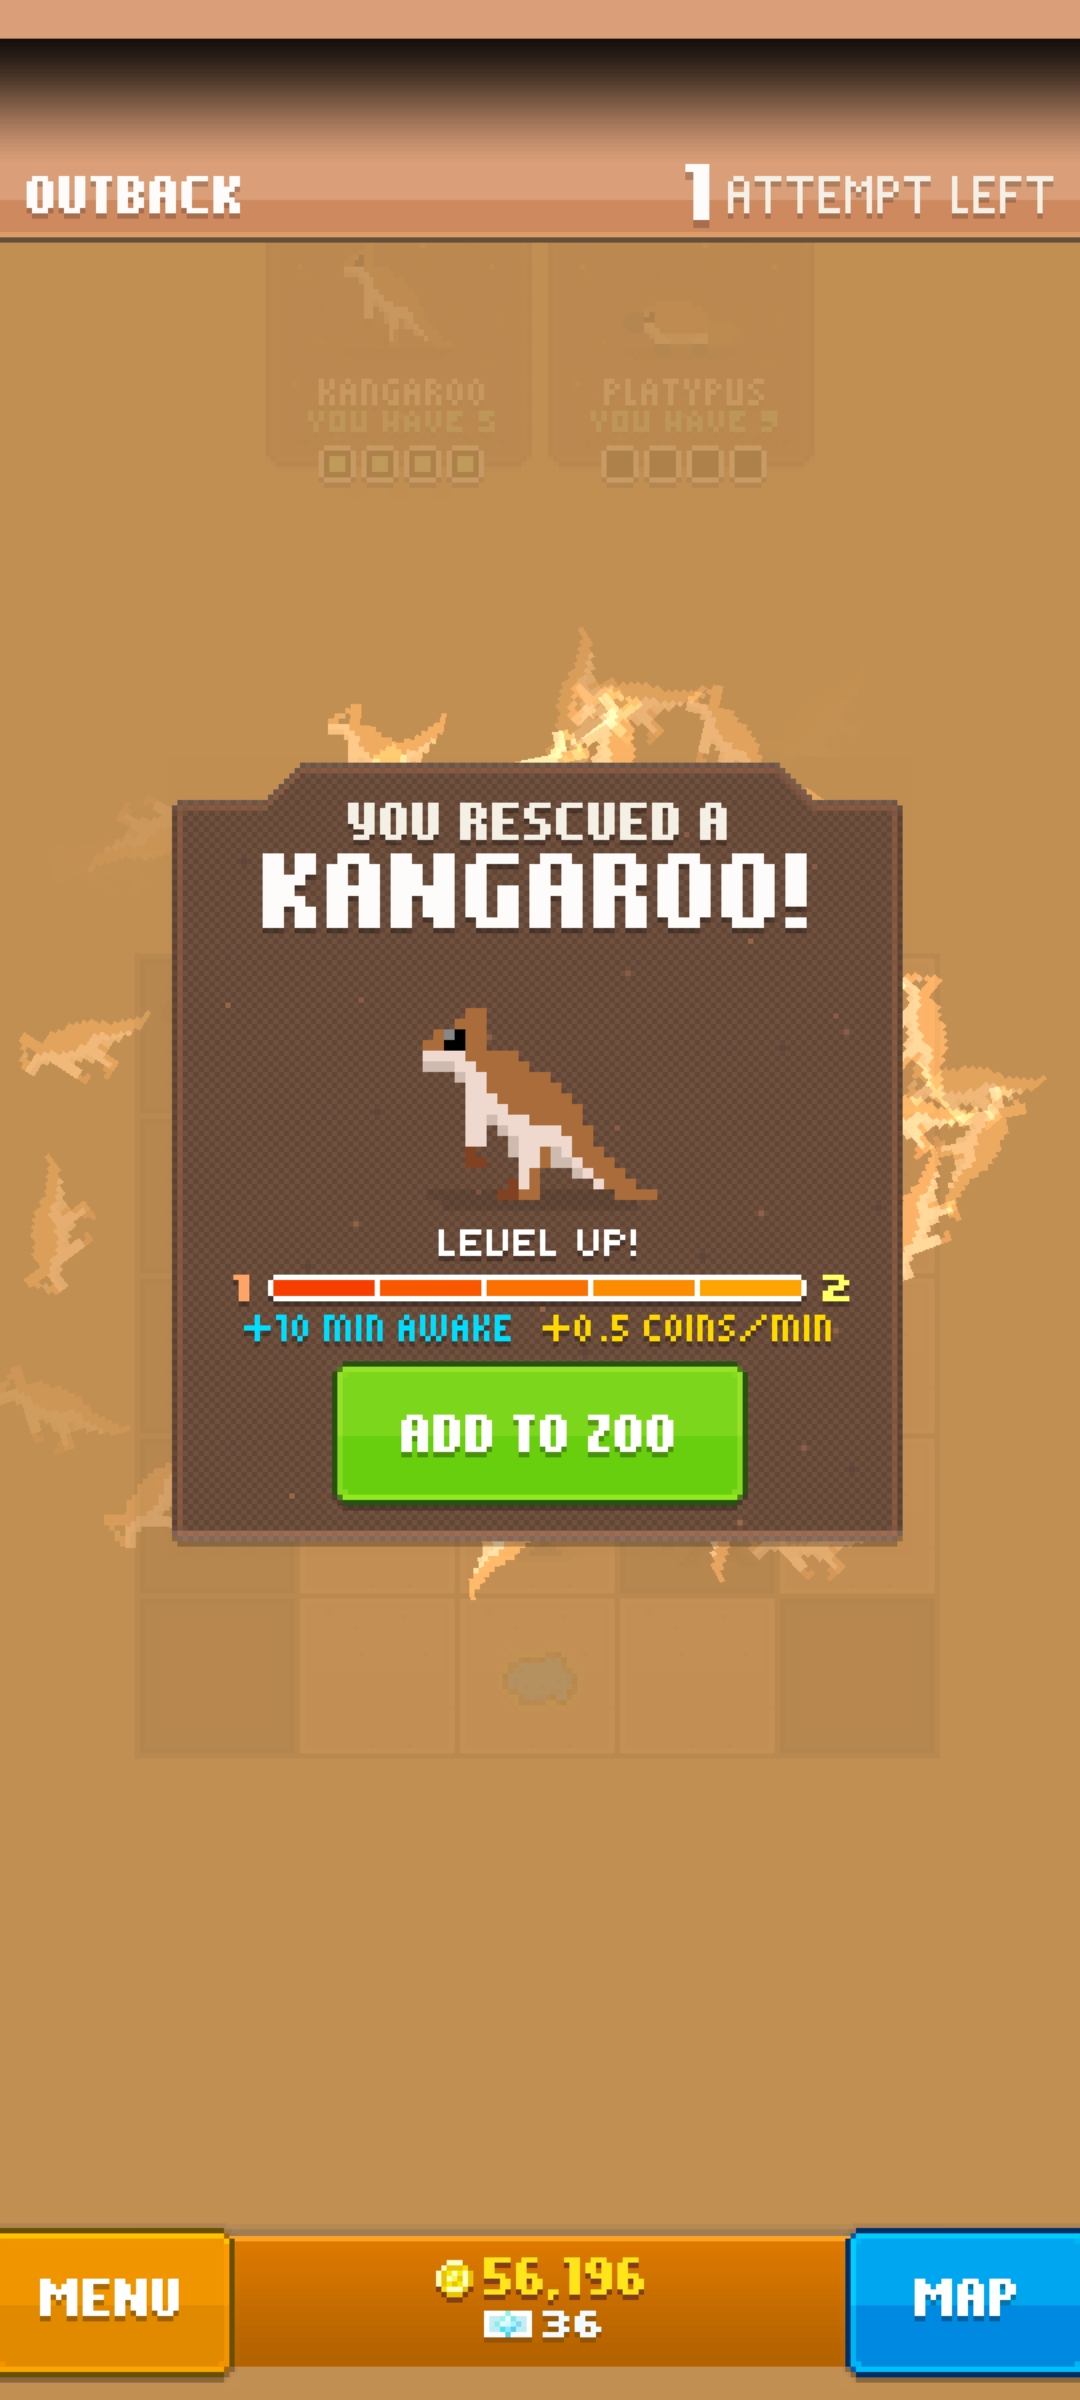 OUTBACK
1 ATTEMPT LEFT
KANGAROO
YOU HAVE 5
PLATYPUS
YOU HAVE 9
YOU RESCUED A
KANGAROO!
LEVEL UP!
1 2
+10 MIN AWAKE +0.5 COINS/MIN
ADD TO ZOO
MENU
56,196
36
MAP